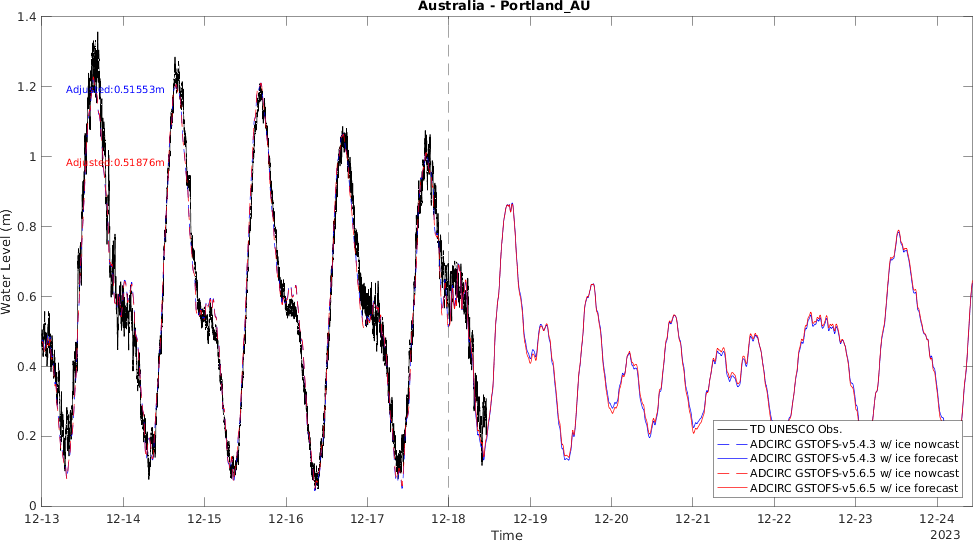 Australia - Portland_AU
1.4
1.2
1
0.8
0.6
0.4
0.2
0
Water Level (m)
Adjusted:0.51553m
Adjusted:0.51876m
TD UNESCO Obs.
ADCIRC GSTOFS-v5.4.3 w/ ice nowcast
ADCIRC GSTOFS-v5.4.3 w/ ice forecast
ADCIRC GSTOFS-v5.6.5 w/ ice nowcast
ADCIRC GSTOFS-v5.6.5 w/ ice forecast
12-13 12-14 12-15 12-16 12-17 12-18 12-19 12-20 12-21 12-22 12-23 12-24
2023
Time